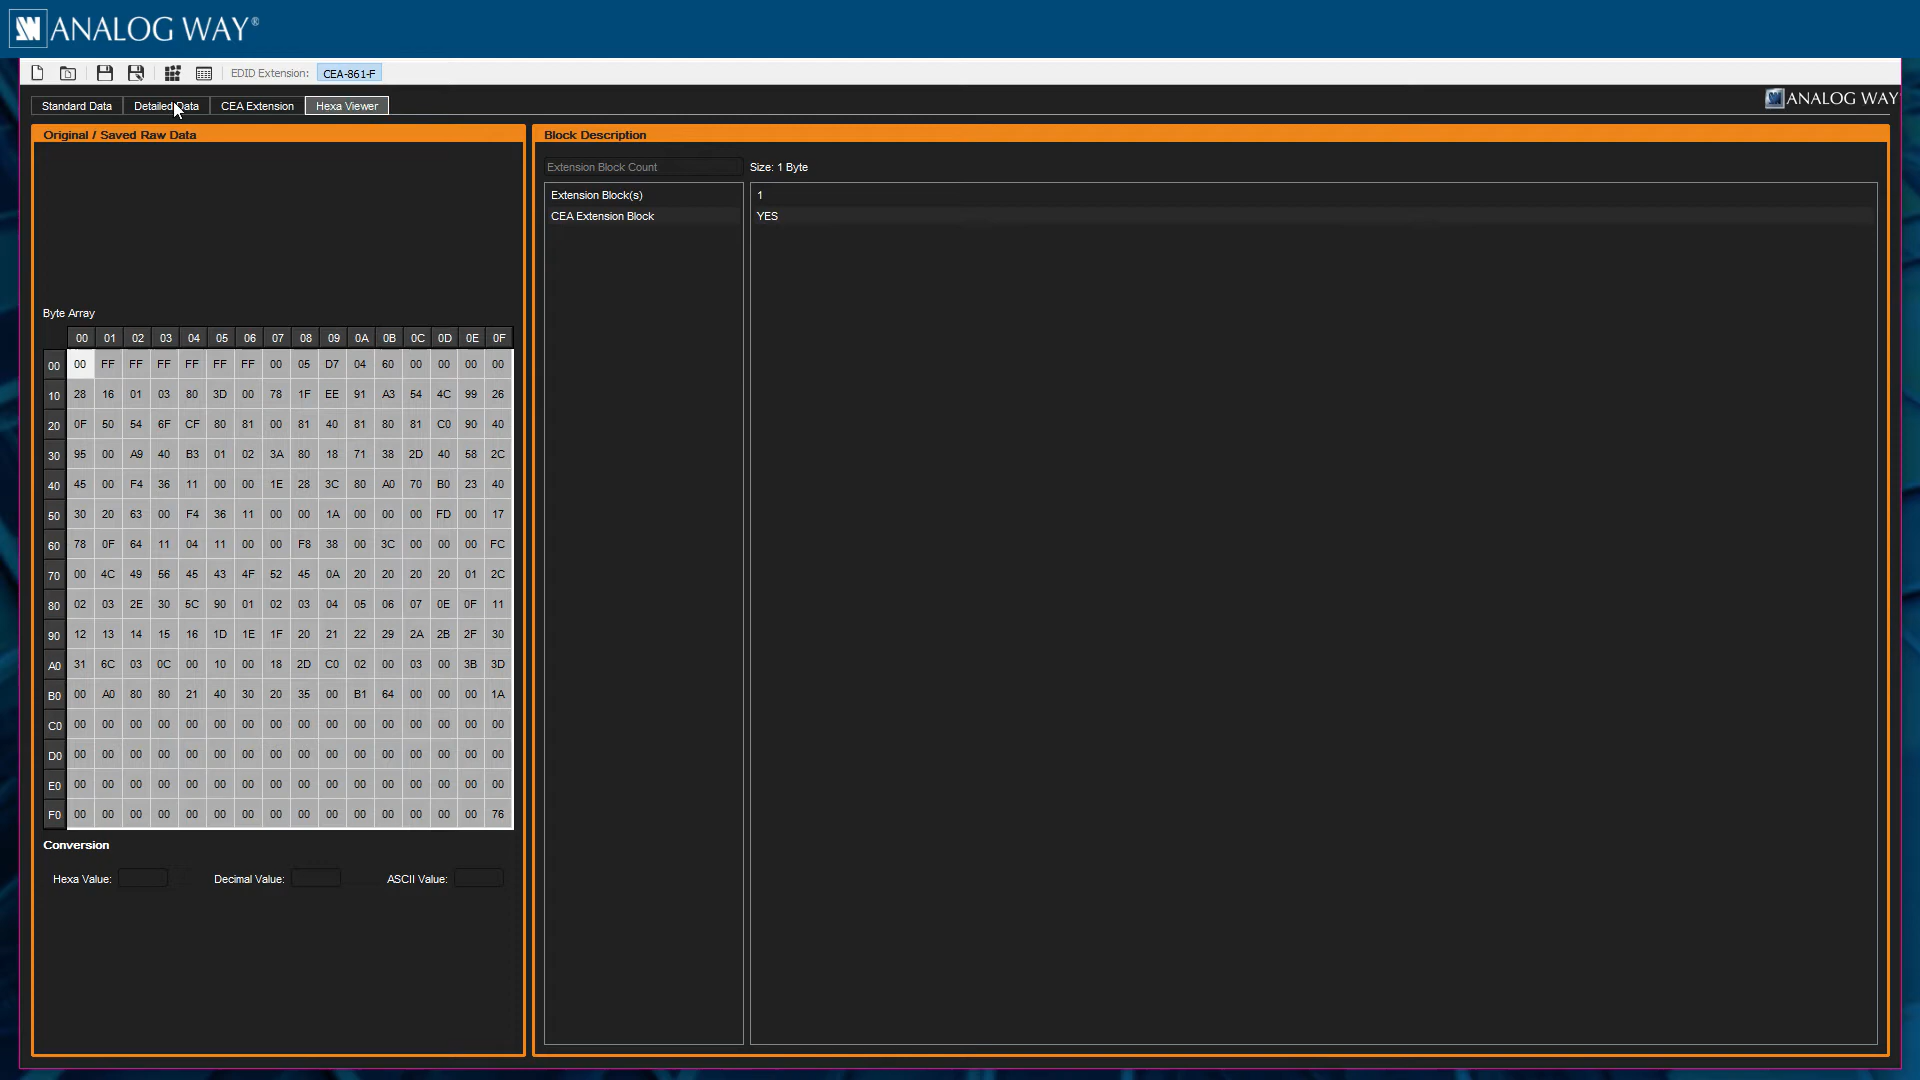 ANALOG WAY®
EDID Extension: CEA-861-F
Standard Data Detailed Data CEA Extension Hexa Viewer
ANALOG WAY
Original / Saved Raw Data
Byte Array
00 01 02 03 04 05 06 07 08 09 0A 0B 0C 0D 0E 0F
00 00 FF FF FF FF FF FF 00 05 D7 04 60 00 00 00 00
10 28 16 01 03 80 3D 00 78 1F EE 91 A3 54 4C 99 26
20 0F 50 54 6F CF 80 81 00 81 40 81 80 81 C0 90 40
30 95 00 A9 40 B3 01 02 3A 80 18 71 38 2D 40 58 2C
40 45 00 F4 36 11 00 00 1E 28 3C 80 A0 70 B0 23 40
50 30 20 63 00 F4 36 11 00 00 1A 00 00 00 FD 00 17
60 78 0F 64 11 04 11 00 00 F8 38 00 3C 00 00 00 FC
70 00 4C 49 56 45 43 4F 52 45 0A 20 20 20 20 01 2C
80 02 03 2E 30 5C 90 01 02 03 04 05 06 07 0E 0F 11
90 12 13 14 15 16 1D 1E 1F 20 21 22 29 2A 2B 2F 30
A0 31 6C 03 0C 00 10 00 18 2D C0 02 00 03 00 3B 3D
B0 00 A0 80 80 21 40 30 20 35 00 B1 64 00 00 00 1A
C0 00 00 00 00 00 00 00 00 00 00 00 00 00 00 00 00
D0 00 00 00 00 00 00 00 00 00 00 00 00 00 00 00 00
E0 00 00 00 00 00 00 00 00 00 00 00 00 00 00 00 00
F0 00 00 00 00 00 00 00 00 00 00 00 00 00 00 00 76
Conversion
Hexa Value: Decimal Value: ASCII Value:
Block Description
Extension Block Count Size: 1 Byte
Extension Block(s) 1
CEA Extension Block YES